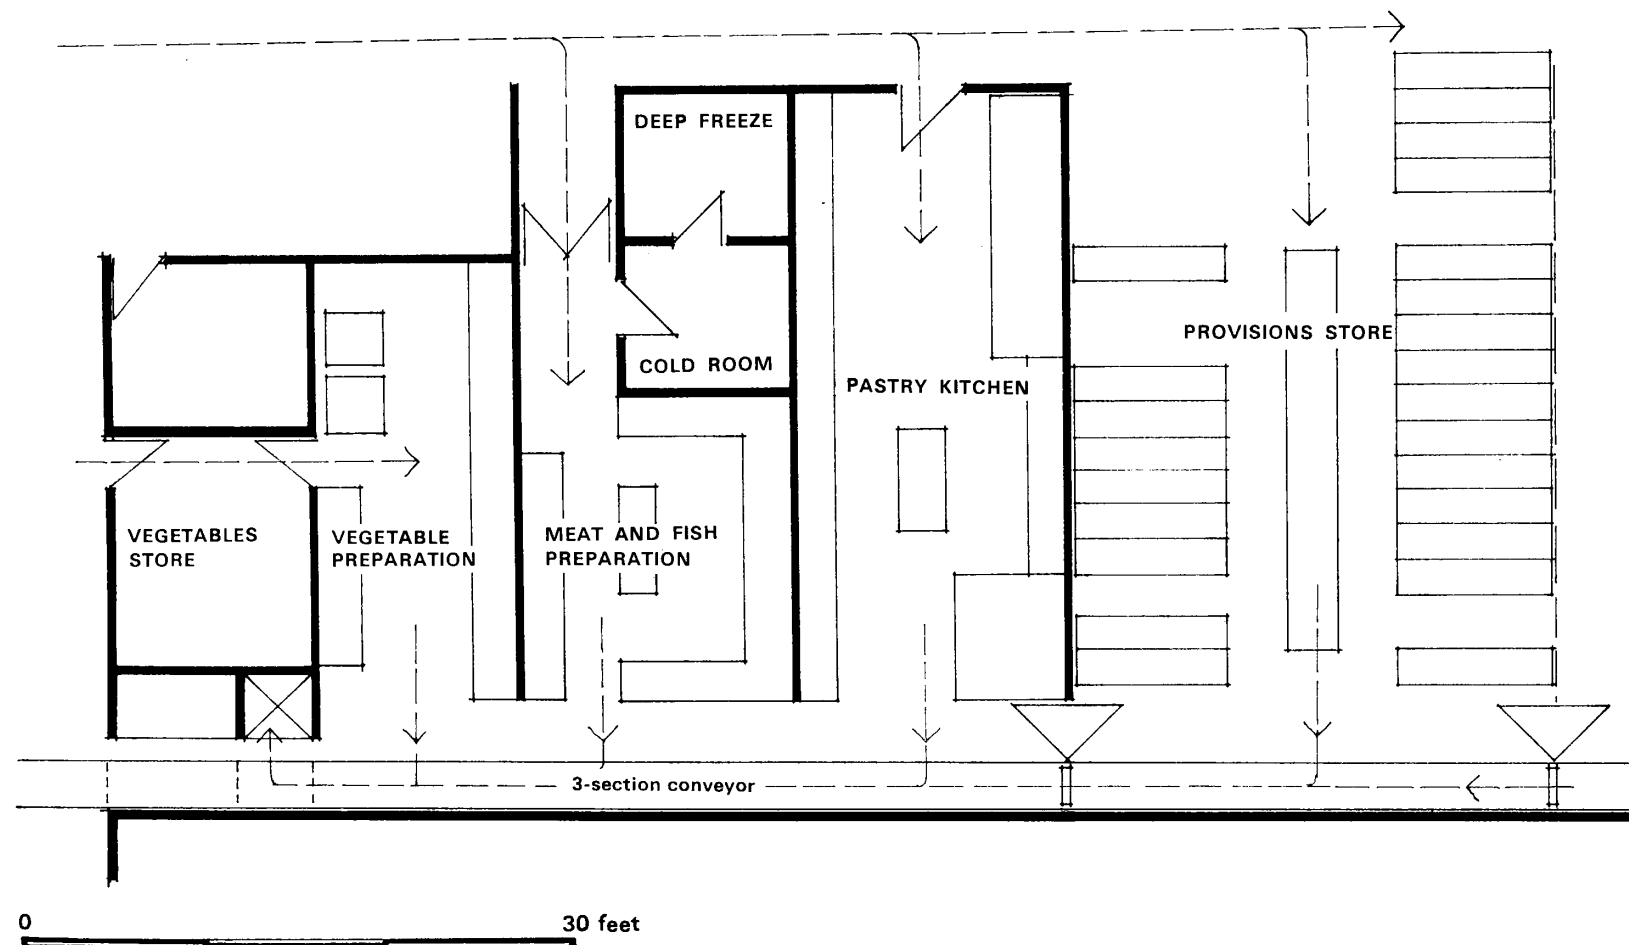 DEEP FREEZE
COLD ROOM
PROVISIONS STORE
PASTRY KITCHEN
VEGETABLES
STORE
VEGETABLE
PREPARATION
MEAT AND FISH
PREPARATION
3-section conveyor
0
30 feet